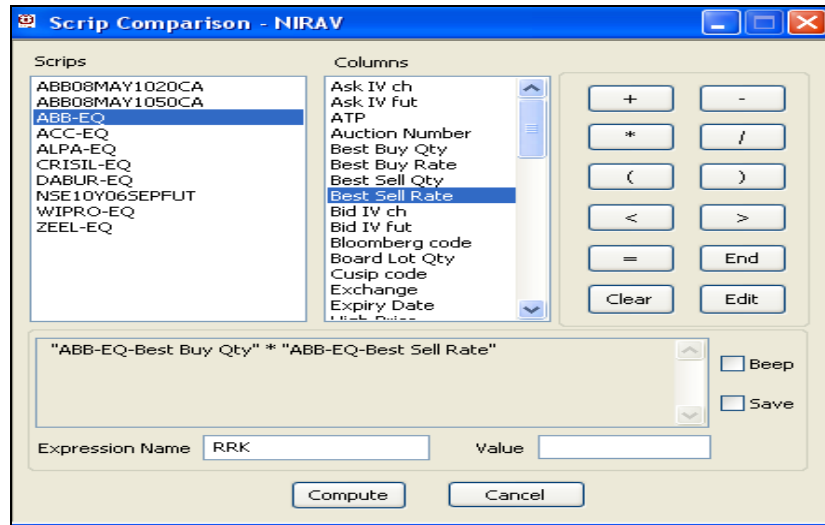 Scrip Comparison - NIRAV
Scrips
Columns
ABB08MAY1020CA
ABB08MAY1050CA
ABB-EQ
ACC-EQ
ALPA-EQ
CRISIL-EQ
DABUR-EQ
NSE10Y06SEPFUT
WIPRO-EQ
ZEEL-EQ
Ask IV ch
Ask IV fut
ATP
Auction Number
Best Buy Qty
Best Buy Rate
Best Sell Qty
Best Sell Rate
Bid IV ch
Bid IV fut
Bloomberg code
Board Lot Qty
Cusip code
Exchange
Expiry Date
+ -
* /
( )
< >
= End
Clear Edit
"ABB-EQ-Best Buy Qty" * "ABB-EQ-Best Sell Rate"
Beep
Save
Expression Name RRK Value
Compute Cancel